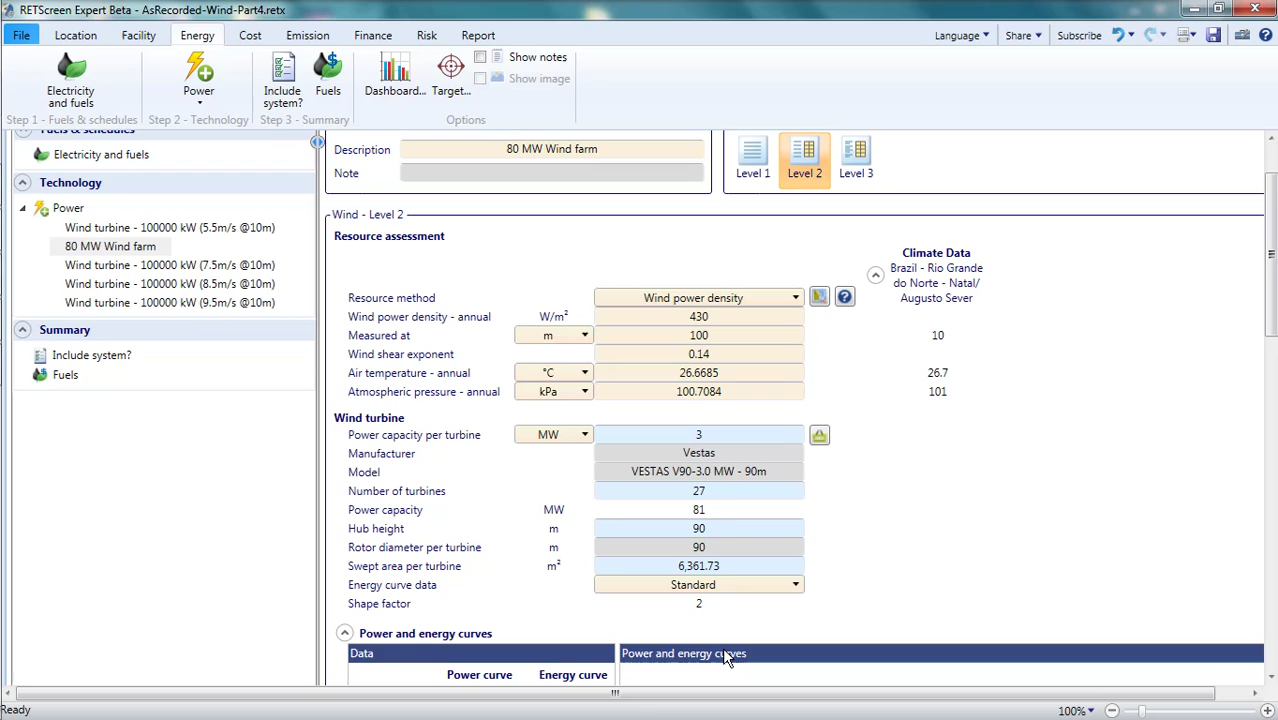 RETScreen Expert Beta - AsRecorded-Wind-Part4.retx
File Location Facility Energy Cost Emission Finance Risk Report Language Share Subscribe
Electricity and fuels
Power
Include system?
Fuels
Dashboard...
Target...
Show notes
Show image
Step 1 - Fuels & schedules Step 2 - Technology Step 3 - Summary Options
Fuels & schedules
Electricity and fuels
Technology
Power
Wind turbine - 100000 kW (5.5m/s @10m)
80 MW Wind farm
Wind turbine - 100000 kW (7.5m/s @10m)
Wind turbine - 100000 kW (8.5m/s @10m)
Wind turbine - 100000 kW (9.5m/s @10m)
Summary
Include system?
Fuels
Description 80 MW Wind farm
Note
Level 1 Level 2 Level 3
Wind - Level 2
Resource assessment
Climate Data
Brazil - Rio Grande
do Norte - Natal/
Augusto Sever
Resource method Wind power density
Wind power density - annual W/m² 430
Measured at m 100 10
Wind shear exponent 0.14
Air temperature - annual °C 26.6685 26.7
Atmospheric pressure - annual kPa 100.7084 101
Wind turbine
Power capacity per turbine MW 3
Manufacturer Vestas
Model VESTAS V90-3.0 MW - 90m
Number of turbines 27
Power capacity MW 81
Hub height m 90
Rotor diameter per turbine m 90
Swept area per turbine m² 6,361.73
Energy curve data Standard
Shape factor 2
Power and energy curves
Data Power and energy curves
Power curve Energy curve
Ready 100%